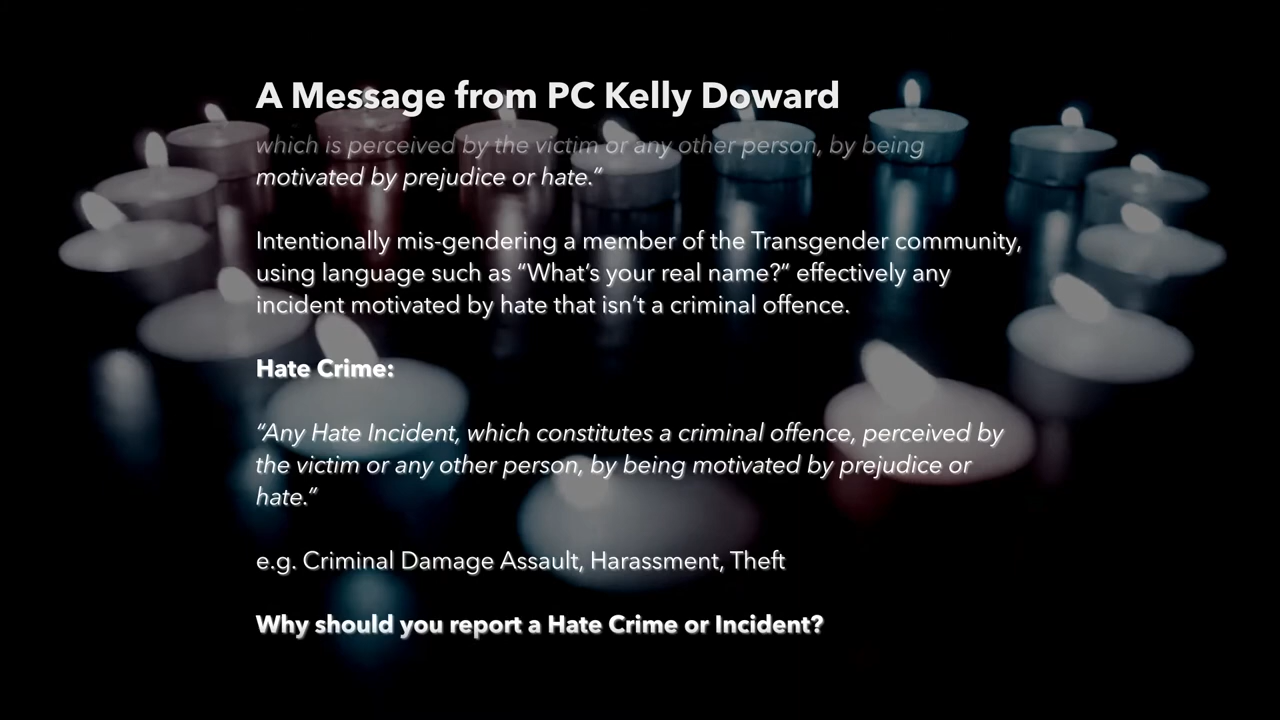 A Message from PC Kelly Doward
which is perceived by the victim or any other person, by being
motivated by prejudice or hate.“
Intentionally mis-gendering a member of the Transgender community,
using language such as “What’s your real name?“ effectively any
incident motivated by hate that isn’t a criminal offence.
Hate Crime:
“Any Hate Incident, which constitutes a criminal offence, perceived by
the victim or any other person, by being motivated by prejudice or
hate.“
e.g. Criminal Damage Assault, Harassment, Theft
Why should you report a Hate Crime or Incident?